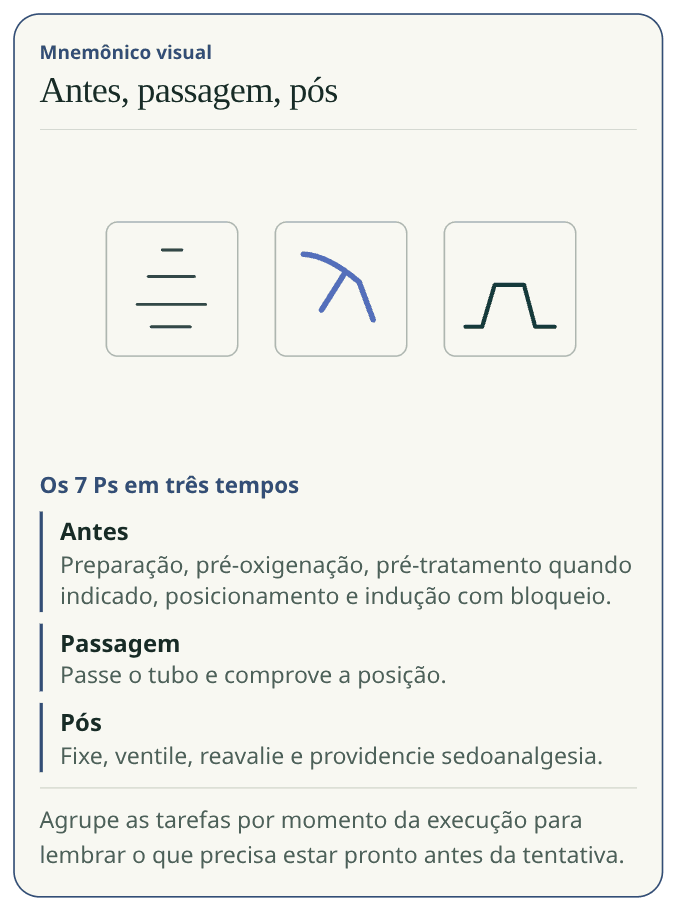 Mnemônico visual
Antes, passagem, pós
Os 7 Ps em três tempos
Antes
Preparação, pré-oxigenação, pré-tratamento quando
indicado, posicionamento e indução com bloqueio.
Passagem
Passe o tubo e comprove a posição.
Pós
Fixe, ventile, reavalie e providencie sedoanalgesia.
Agrupe as tarefas por momento da execução para
lembrar o que precisa estar pronto antes da tentativa.